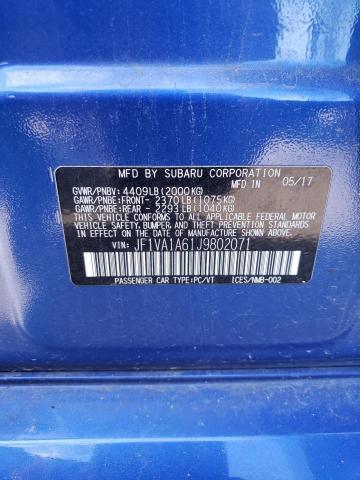 MFD. BY SUBARU CORPORATION
MFD. IN 05/17
GVWR/PNBV: 4409LB(2000KG)
GAWR/PNBE:FRONT- 2370LB(1075KG)
GAWR/PNBE:REAR - 2293LB(1040KG)
THIS VEHICLE CONFORMS TO ALL APPLICABLE FEDERAL MOTOR
VEHICLE SAFETY, BUMPER, AND THEFT PREVENTION STANDARDS
IN EFFECT ON THE DATE OF MANUFACTURE SHOWN ABOVE.
VIN: JF1VA1A61J9802071
PASSENGER CAR TYPE:PC/VT ICES/NMB-002